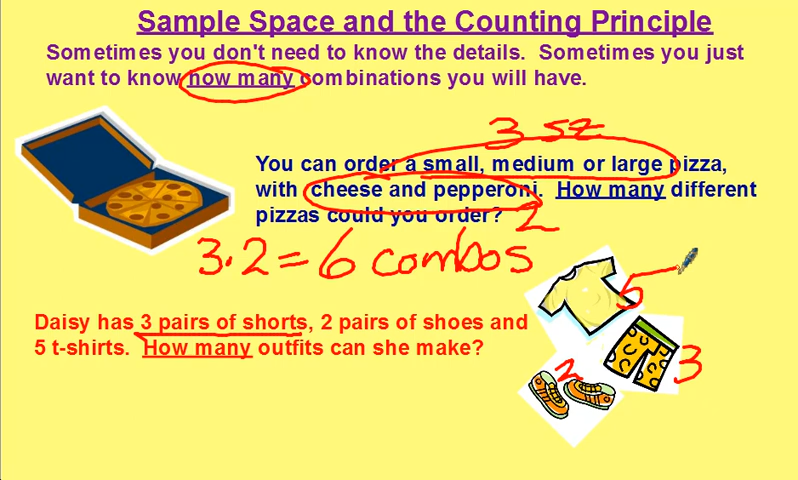 Sample Space and the Counting Principle
Sometimes you don't need to know the details. Sometimes you just
want to know how many combinations you will have.
3 sz
You can order a small, medium or large pizza,
with cheese and pepperoni. How many different
pizzas could you order?
2
3·2=6 combos
5
Daisy has 3 pairs of shorts, 2 pairs of shoes and
5 t-shirts. How many outfits can she make?
2
3